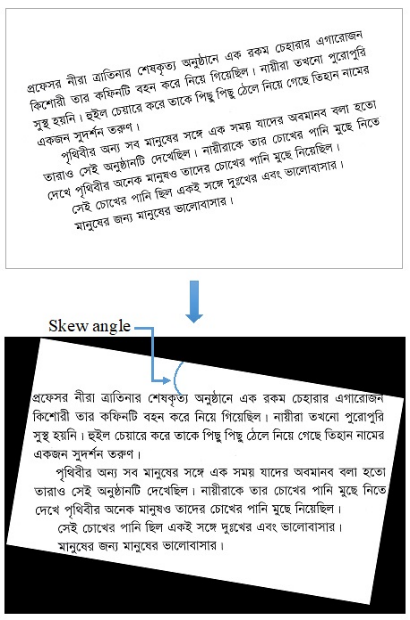 প্রফেসর নীরা ত্রাতিনার শেষকৃত্য অনুষ্ঠানে এক রকম চেহারার এগারোজন
কিশোরী তার কফিনটি বহন করে নিয়ে গিয়েছিল। নায়ীরা তখনো পুরোপুরি
সুস্থ হয়নি। হুইল চেয়ারে করে তাকে পিছু পিছু ঠেলে নিয়ে গেছে তিহান নামের
একজন সুদর্শন তরুণ।
পৃথিবীর অন্য সব মানুষের সঙ্গে এক সময় যাদের অবমানব বলা হতো
তারাও সেই অনুষ্ঠানটি দেখেছিল। নায়ীরাকে তার চোখের পানি মুছে নিতে
দেখে পৃথিবীর অনেক মানুষও তাদের চোখের পানি মুছে নিয়েছিল।
সেই চোখের পানি ছিল একই সঙ্গে দুঃখের এবং ভালোবাসার।
মানুষের জন্য মানুষের ভালোবাসার।
Skew angle
প্রফেসর নীরা ত্রাতিনার শেষকৃত্য অনুষ্ঠানে এক রকম চেহারার এগারোজন
কিশোরী তার কফিনটি বহন করে নিয়ে গিয়েছিল। নায়ীরা তখনো পুরোপুরি
সুস্থ হয়নি। হুইল চেয়ারে করে তাকে পিছু পিছু ঠেলে নিয়ে গেছে তিহান নামের
একজন সুদর্শন তরুণ।
পৃথিবীর অন্য সব মানুষের সঙ্গে এক সময় যাদের অবমানব বলা হতো
তারাও সেই অনুষ্ঠানটি দেখেছিল। নায়ীরাকে তার চোখের পানি মুছে নিতে
দেখে পৃথিবীর অনেক মানুষও তাদের চোখের পানি মুছে নিয়েছিল।
সেই চোখের পানি ছিল একই সঙ্গে দুঃখের এবং ভালোবাসার।
মানুষের জন্য মানুষের ভালোবাসার।